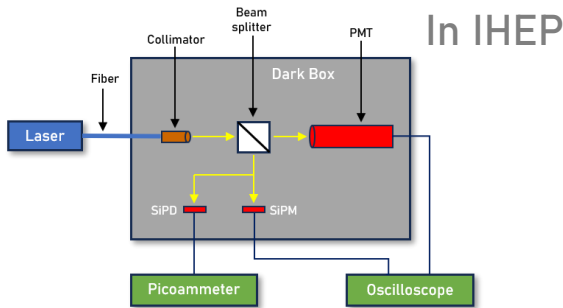 In IHEP
Beam
splitter
Collimator
PMT
Fiber
Dark Box
Laser
SiPD
SiPM
Picoammeter
Oscilloscope